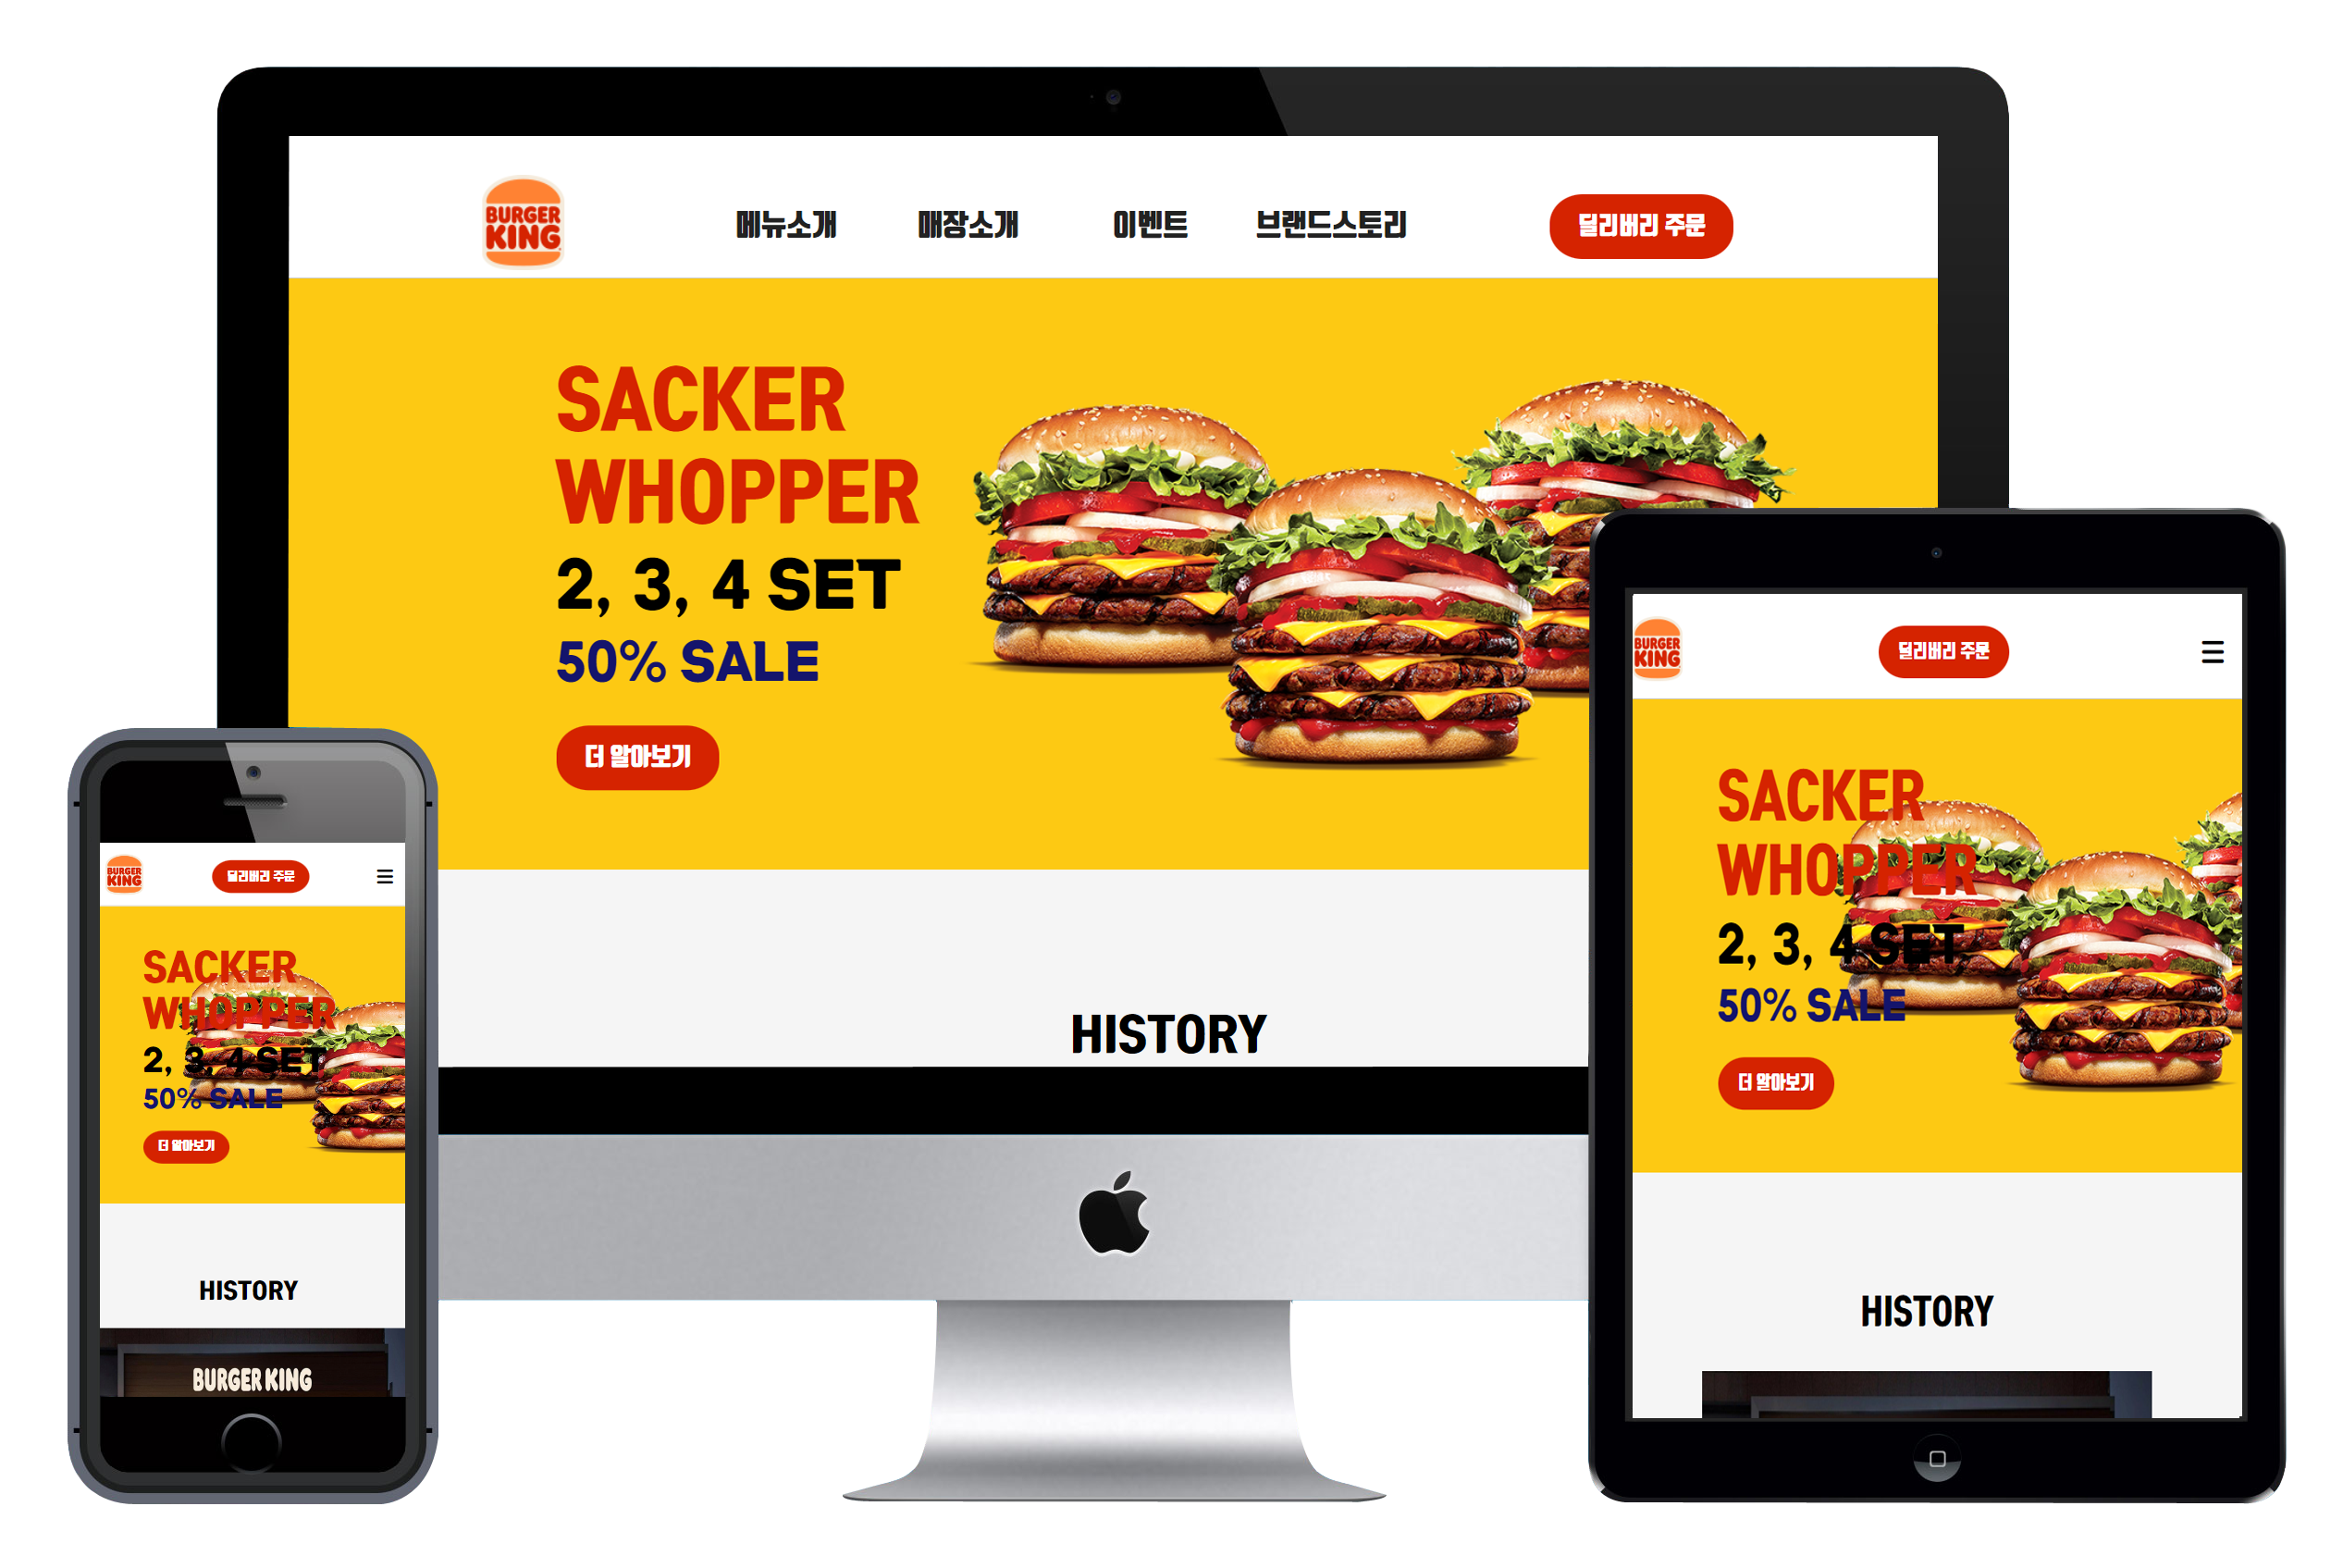 BURGER
KING
메뉴소개
매장소개
이벤트
브랜드스토리
딜리버리 주문
SACKER
WHOPPER
2, 3, 4 SET
50% SALE
더 알아보기
HISTORY
BURGER
KING
딜리버리 주문
SACKER
WHOPPER
2, 3, 4 SET
50% SALE
더 알아보기
HISTORY
BURGER KING
BURGER
KING
딜리버리 주문
SACKER
WHOPPER
2, 3, 4 SET
50% SALE
더 알아보기
HISTORY